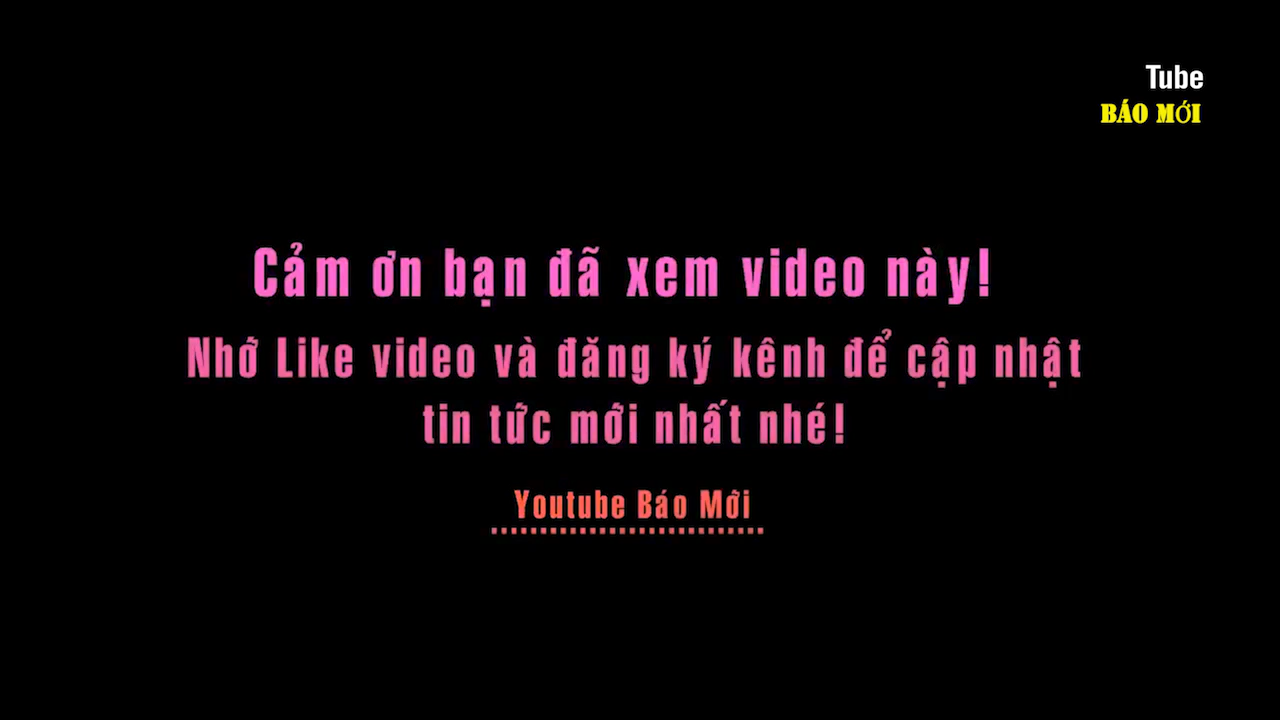 Tube
BÁO MỚI
Cảm ơn bạn đã xem video này!
Nhớ Like video và đăng ký kênh để cập nhật
tin tức mới nhất nhé!
Youtube Báo Mới